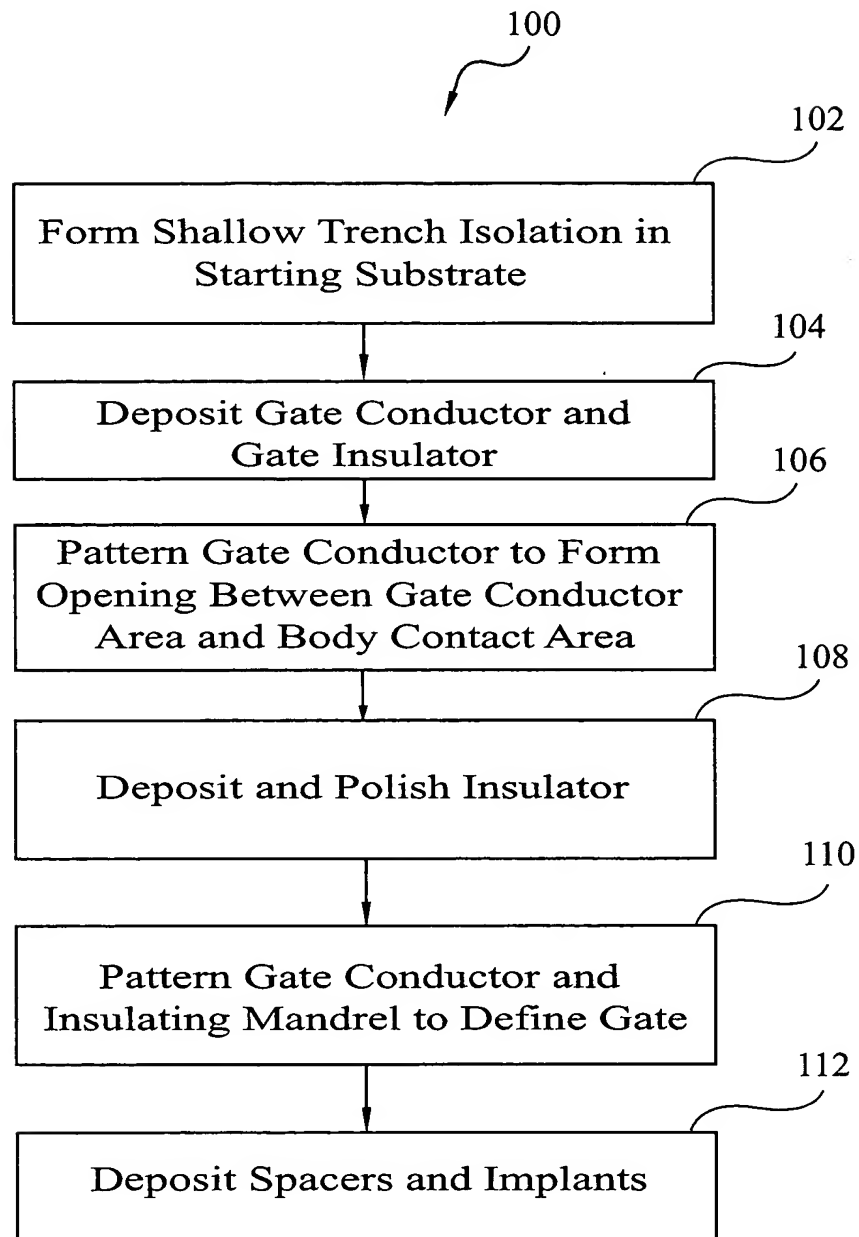 100
102
Form Shallow Trench Isolation in
Starting Substrate
104
Deposit Gate Conductor and
Gate Insulator
106
Pattern Gate Conductor to Form
Opening Between Gate Conductor
Area and Body Contact Area
108
Deposit and Polish Insulator
110
Pattern Gate Conductor and
Insulating Mandrel to Define Gate
112
Deposit Spacers and Implants